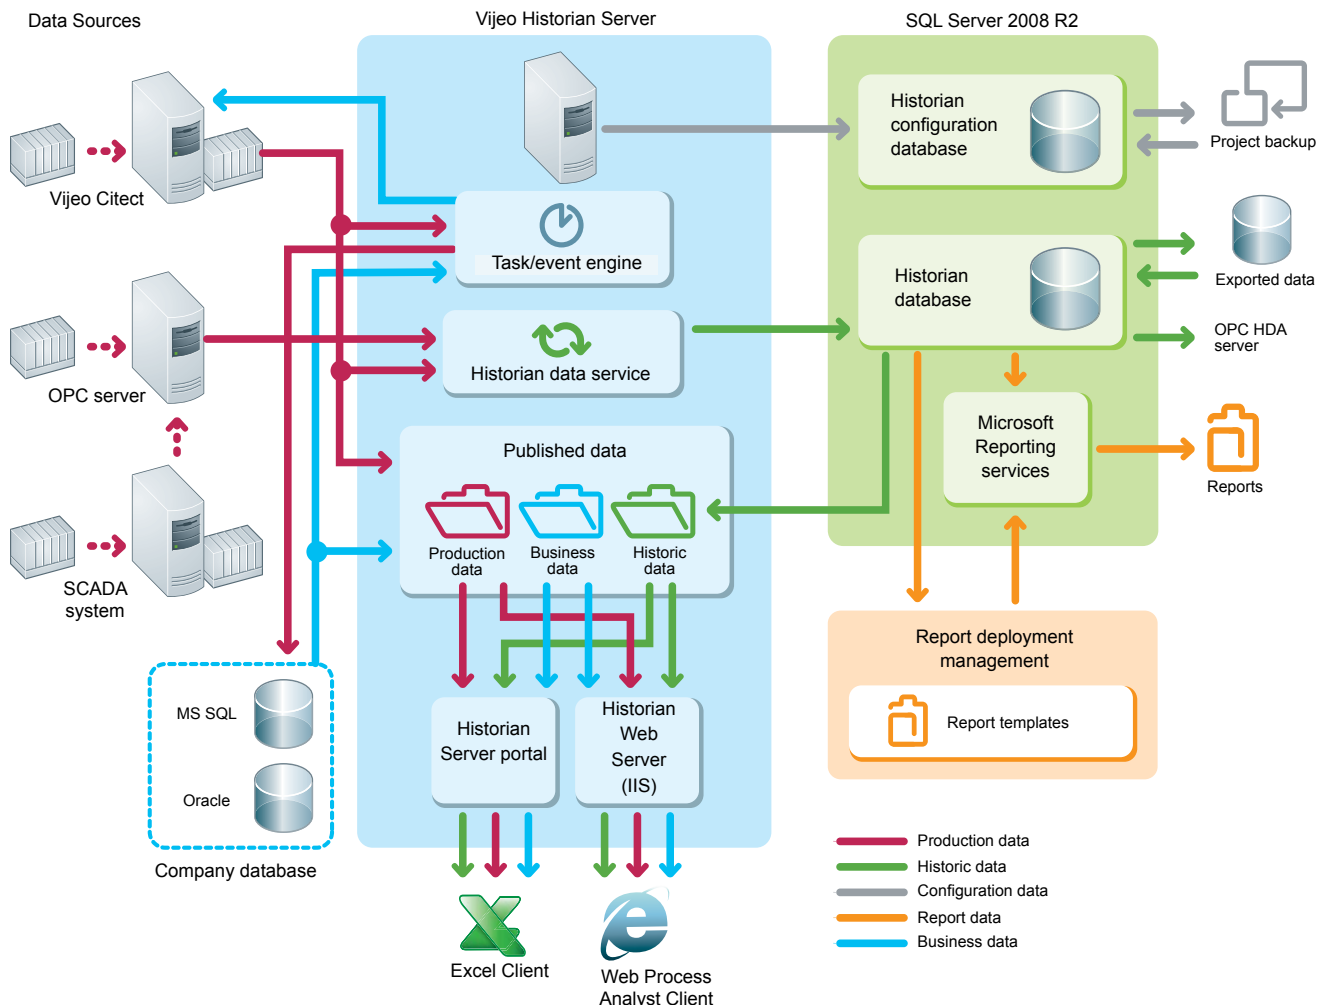 Data Sources
Vijeo Historian Server
SQL Server 2008 R2
Vijeo Citect
OPC server
SCADA
system
MS SQL
Oracle
Company database
Task/event engine
Historian data service
Published data
Production
data
Business
data
Historic
data
Historian
Server portal
Historian
Web
Server
(IIS)
Excel Client
Web Process
Analyst Client
Historian
configuration
database
Historian
database
Microsoft
Reporting
services
Project backup
Exported data
OPC HDA
server
Reports
Report deployment
management
Report templates
Production data
Historic data
Configuration data
Report data
Business data